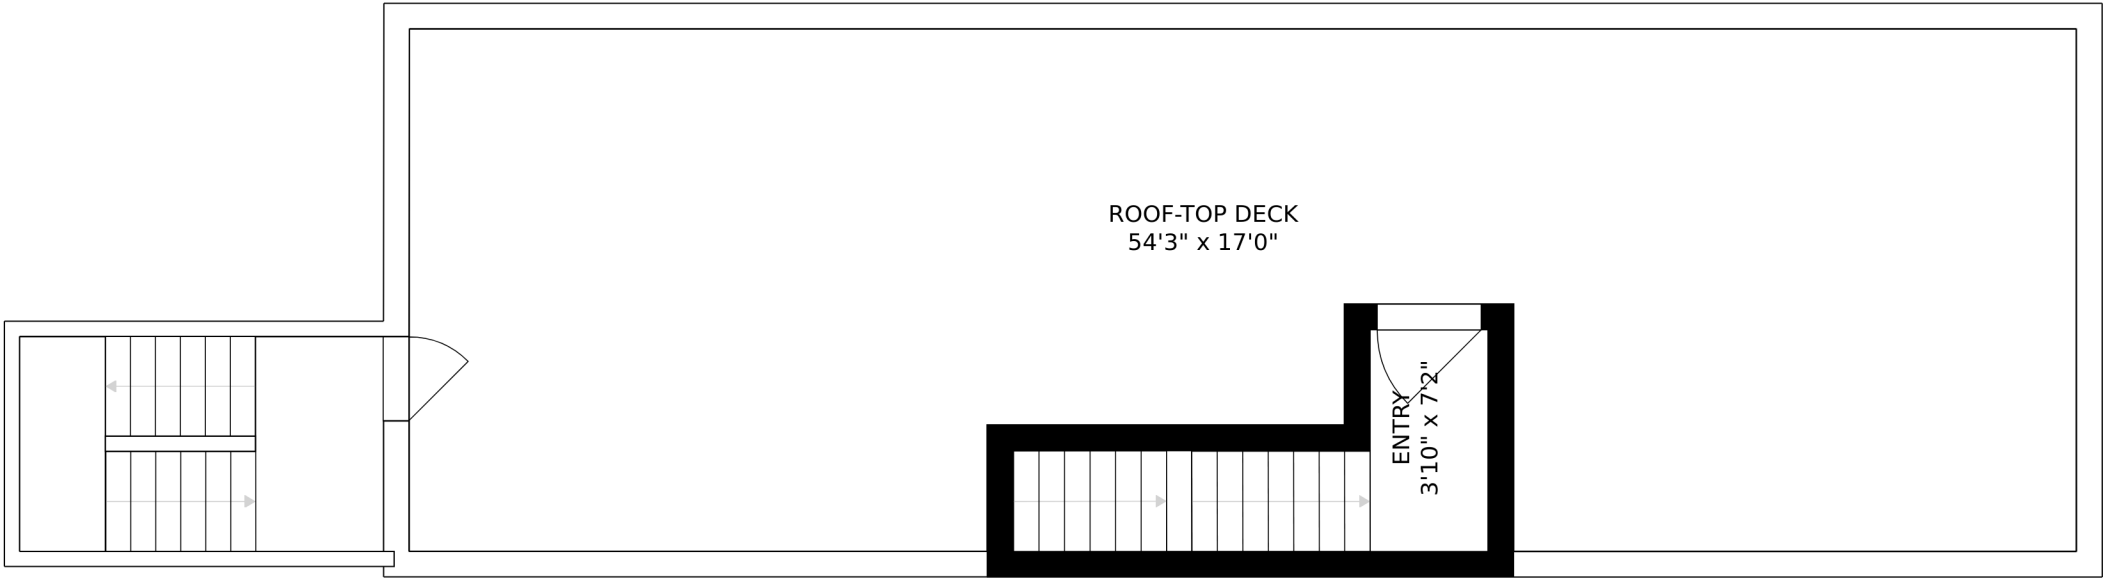 ROOF-TOP DECK
54'3" x 17'0"
ENTRY
3'10" x 7'2"